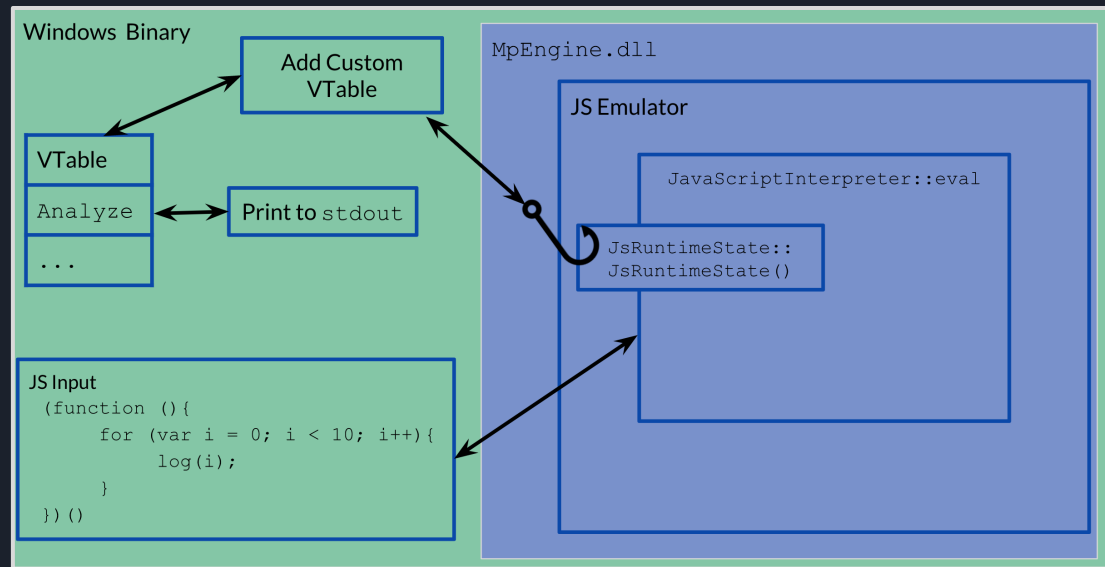 Windows Binary
Add Custom
VTable
VTable
Analyze
...
Print to stdout
JS Input
(function (){
for (var i = 0; i < 10; i++){
log(i);
}
})()
MpEngine.dll
JS Emulator
JavaScriptInterpreter::eval
JsRuntimeState::
JsRuntimeState()